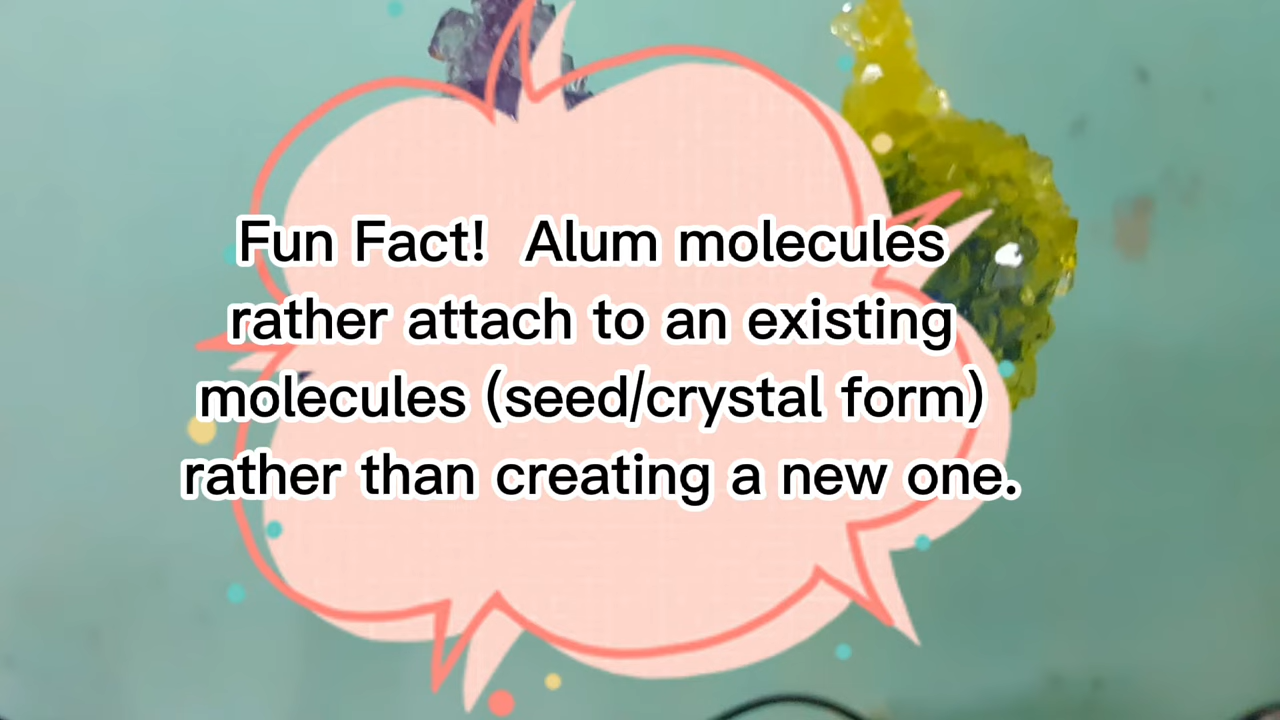 Fun Fact! Alum molecules
rather attach to an existing
molecules (seed/crystal form)
rather than creating a new one.